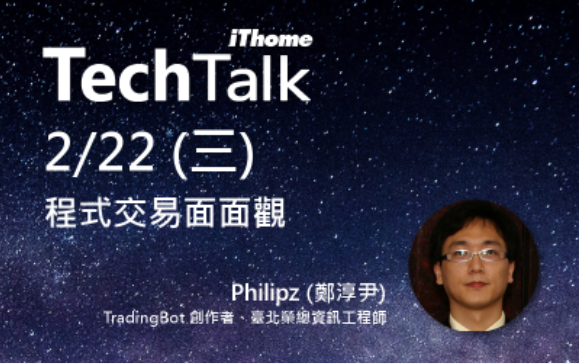 iThome
TechTalk
2/22 (三)
程式交易面面觀
Philipz (鄭淳尹)
TradingBot 創作者、臺北榮總資訊工程師